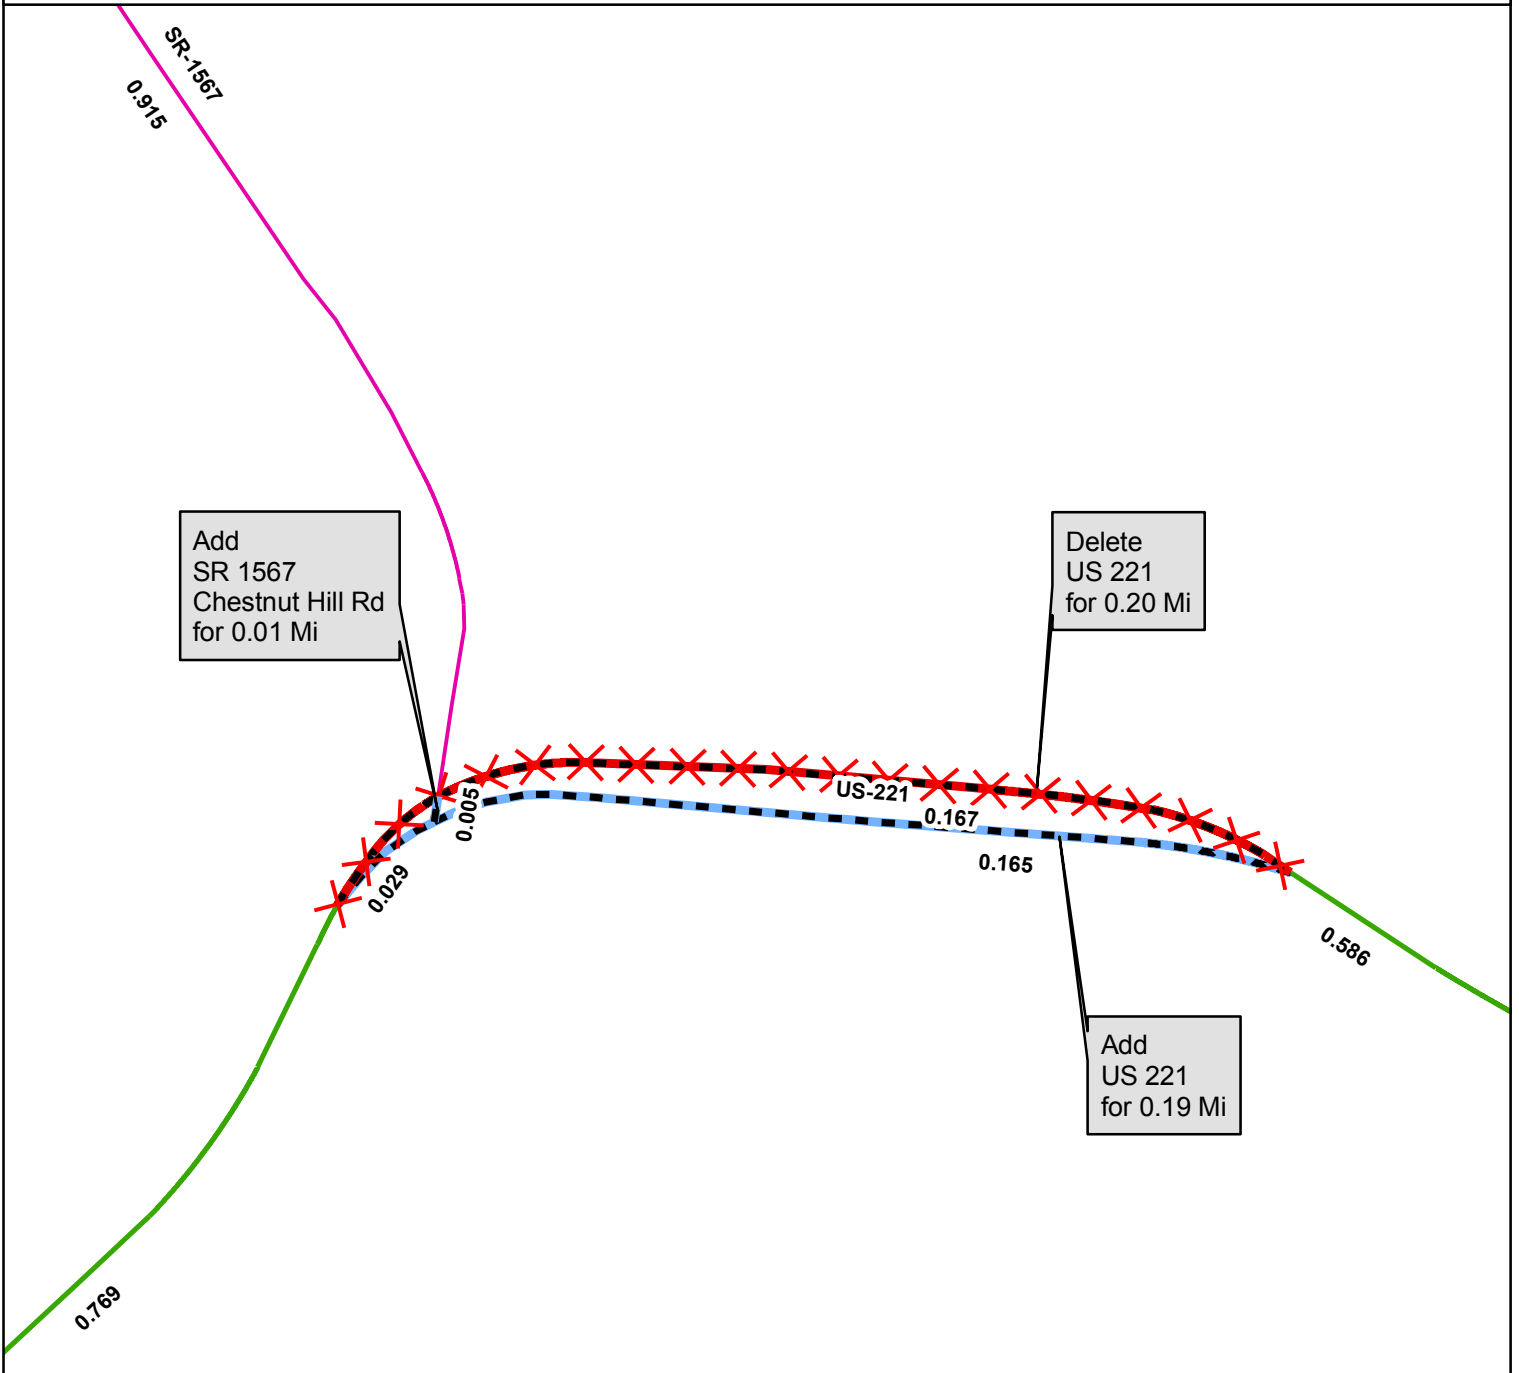 SR-1567
0.915
Add
SR 1567
Chestnut Hill Rd
for 0.01 Mi
Delete
US 221
for 0.20 Mi
US-221
0.005
0.167
0.165
0.029
0.586
Add
US 221
for 0.19 Mi
0.769